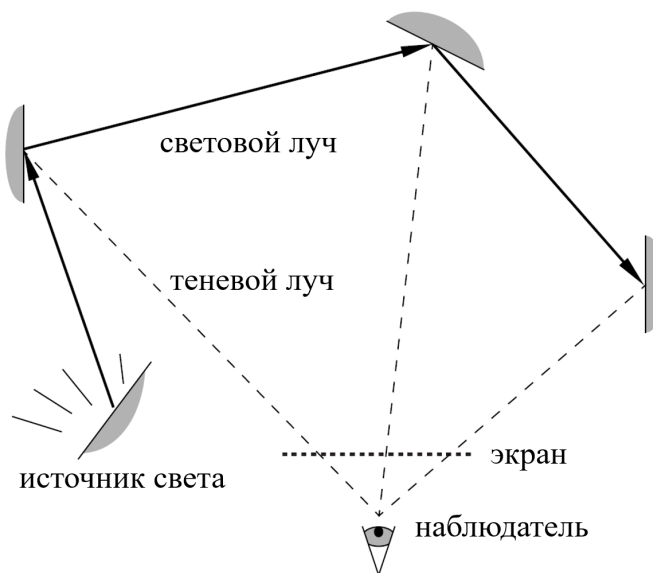 световой луч
теневой луч
экран
источник света
наблюдатель